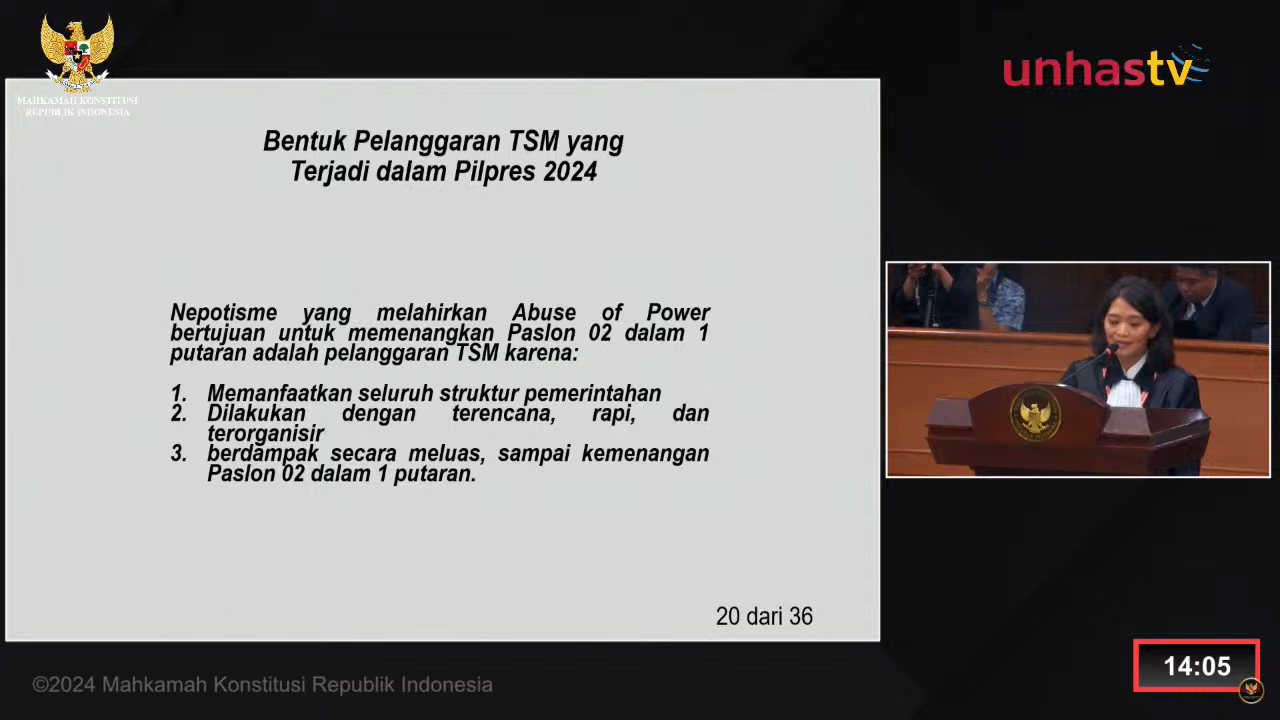 MAHKAMAH KONSTITUSI
REPUBLIK INDONESIA
unhastv
Bentuk Pelanggaran TSM yang
Terjadi dalam Pilpres 2024
Nepotisme yang melahirkan Abuse of Power
bertujuan untuk memenangkan Paslon 02 dalam 1
putaran adalah pelanggaran TSM karena:
1. Memanfaatkan seluruh struktur pemerintahan
2. Dilakukan dengan terencana, rapi, dan
terorganisir
3. berdampak secara meluas, sampai kemenangan
Paslon 02 dalam 1 putaran.
20 dari 36
©2024 Mahkamah Konstitusi Republik Indonesia
14:05